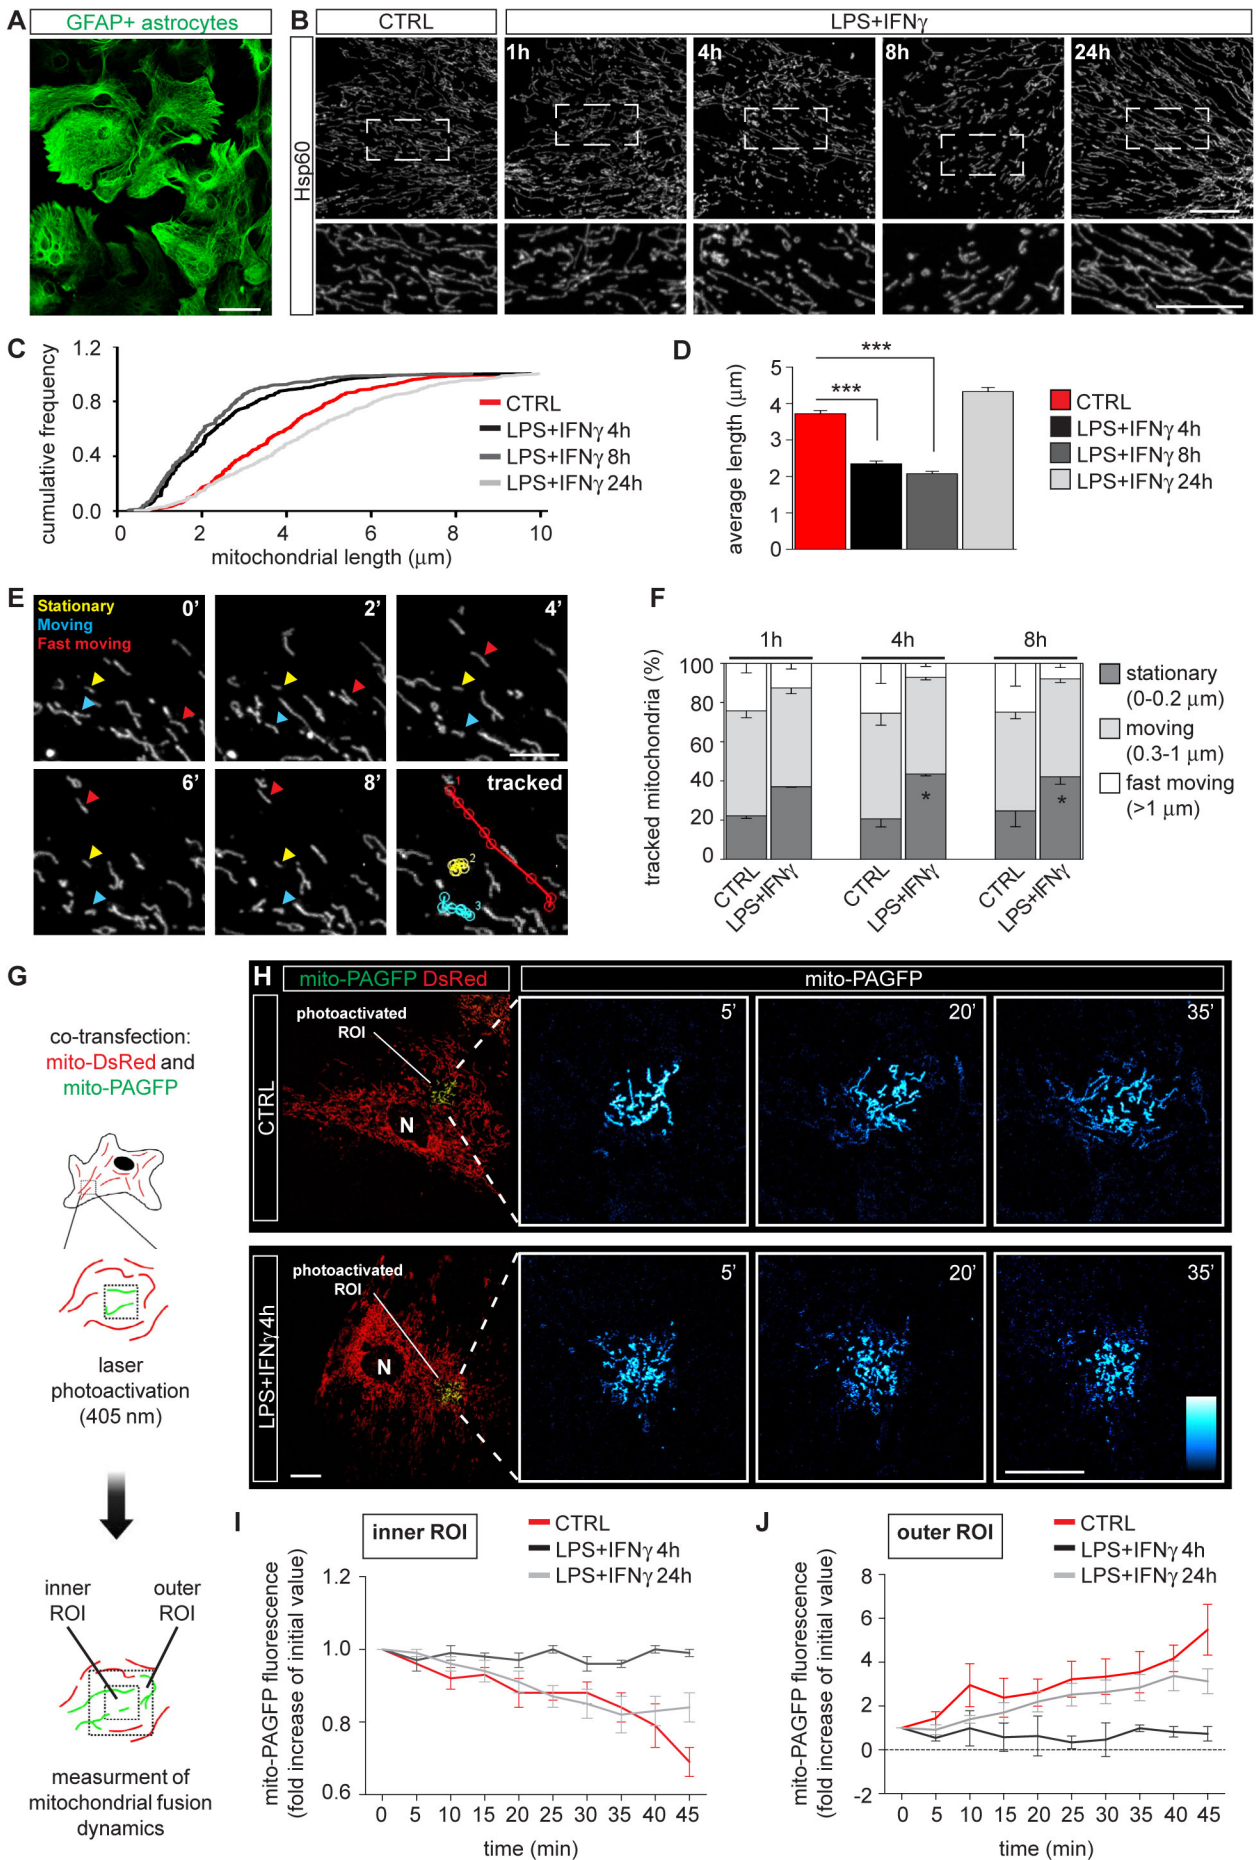 A
GFAP+ astrocytes
B
CTRL
LPS+IFNγ
Hsp60
1h
4h
8h
24h
C
cumulative frequency
1.2
0.8
0.4
0.0
0
2
4
6
8
10
mitochondrial length (μm)
CTRL
LPS+IFNγ 4h
LPS+IFNγ 8h
LPS+IFNγ 24h
D
average length (μm)
5
4
3
2
1
0
***
***
CTRL
LPS+IFNγ 4h
LPS+IFNγ 8h
LPS+IFNγ 24h
E
Stationary
Moving
Fast moving
0'
2'
4'
6'
8'
tracked
1
2
3
F
tracked mitochondria (%)
100
80
60
40
20
0
1h
4h
8h
*
*
CTRL
LPS+IFNγ
CTRL
LPS+IFNγ
CTRL
LPS+IFNγ
stationary
(0-0.2 μm)
moving
(0.3-1 μm)
fast moving
(>1 μm)
G
co-transfection:
mito-DsRed and
mito-PAGFP
laser
photoactivation
(405 nm)
inner
ROI
outer
ROI
measurment of
mitochondrial fusion
dynamics
H
mito-PAGFP DsRed
mito-PAGFP
CTRL
photoactivated
ROI
N
5'
20'
35'
LPS+IFNγ 4h
photoactivated
ROI
N
5'
20'
35'
I
inner ROI
CTRL
LPS+IFNγ 4h
LPS+IFNγ 24h
mito-PAGFP fluorescence
(fold increase of initial value)
1.2
1.0
0.8
0.6
0
5
10
15
20
25
30
35
40
45
time (min)
J
outer ROI
CTRL
LPS+IFNγ 4h
LPS+IFNγ 24h
mito-PAGFP fluorescence
(fold increase of initial value)
8
6
4
2
0
-2
0
5
10
15
20
25
30
35
40
45
time (min)